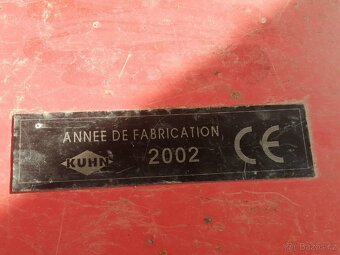 ANNEE DE FABRICATION
KUHN 2002 CE